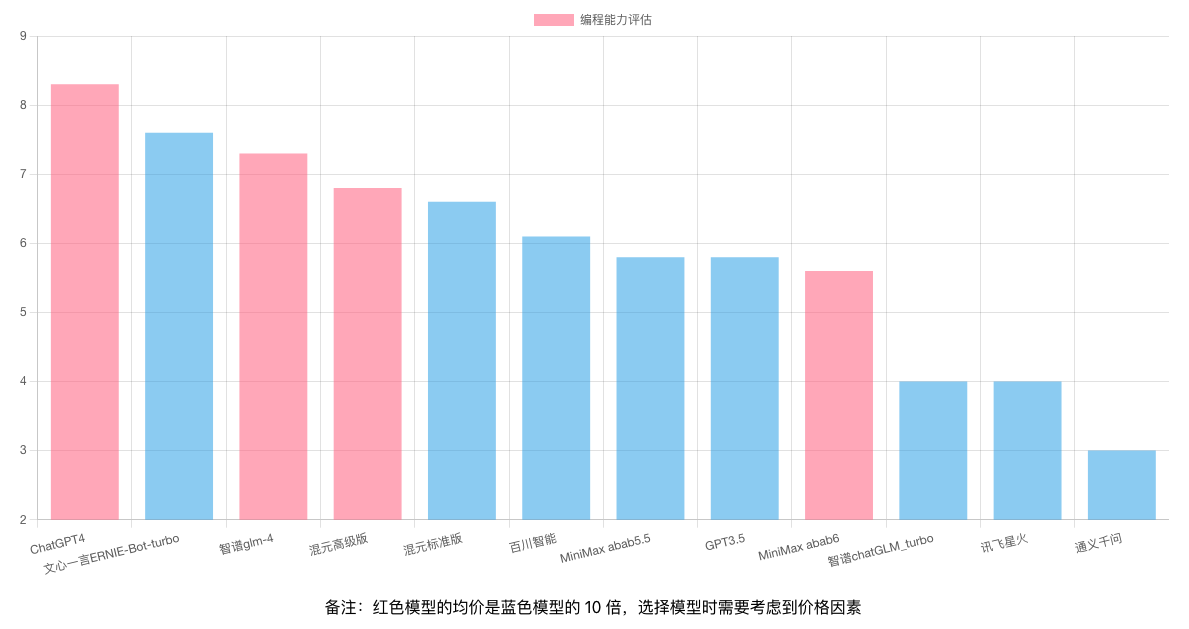 编程能力评估
9
8
7
6
5
4
3
2
ChatGPT4
文心一言ERNIE-Bot-turbo
智谱glm-4
混元高级版
混元标准版
百川智能
MiniMax abab5.5
GPT3.5
MiniMax abab6
智谱chatGLM_turbo
讯飞星火
通义千问
备注：红色模型的均价是蓝色模型的 10 倍，选择模型时需要考虑到价格因素